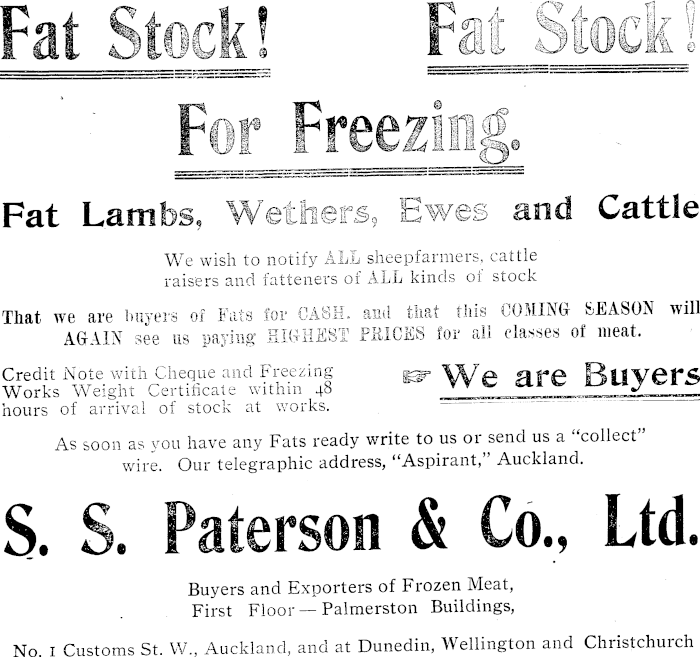 Fat Stock! Fat Stock!
For Freezing.
Fat Lambs, Wethers, Ewes and Cattle
We wish to notify ALL sheepfarmers, cattle
raisers and fatteners of ALL kinds of stock
That we are buyers of Fats for CASH. and that this COMING SEASON will
AGAIN see us paying HIGHEST PRICES for all classes of meat.
Credit Note with Cheque and Freezing
Works Weight Certificate within 48
hours of arrival of stock at works.
☞ We are Buyers
As soon as you have any Fats ready write to us or send us a "collect"
wire. Our telegraphic address, "Aspirant," Auckland.
S. S. Paterson & Co., Ltd.
Buyers and Exporters of Frozen Meat,
First Floor — Palmerston Buildings,
No. 1 Customs St. W., Auckland, and at Dunedin, Wellington and Christchurch